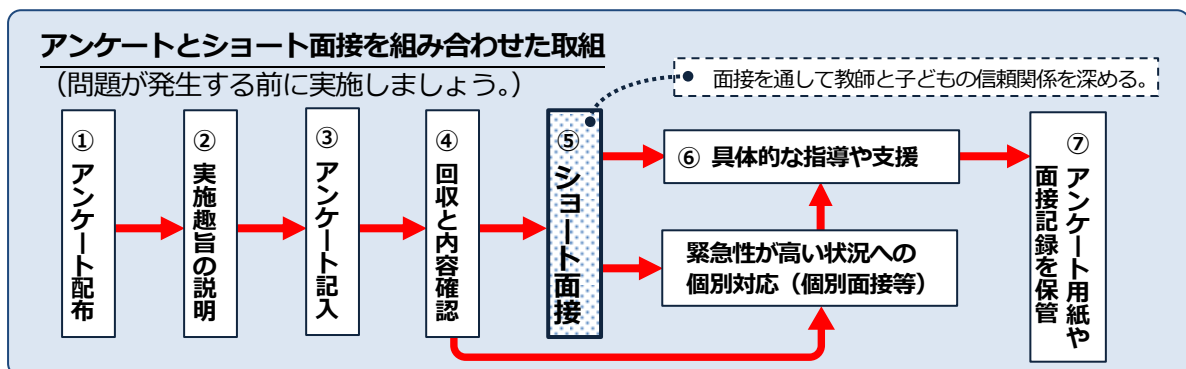 アンケートとショート面接を組み合わせた取組
（問題が発生する前に実施しましょう。）
面接を通して教師と子どもの信頼関係を深める。
① アンケート配布
② 実施趣旨の説明
③ アンケート記入
④ 回収と内容確認
⑤ ショート面接
⑥ 具体的な指導や支援
緊急性が高い状況への
個別対応（個別面接等）
⑦ アンケート用紙や
面接記録を保管